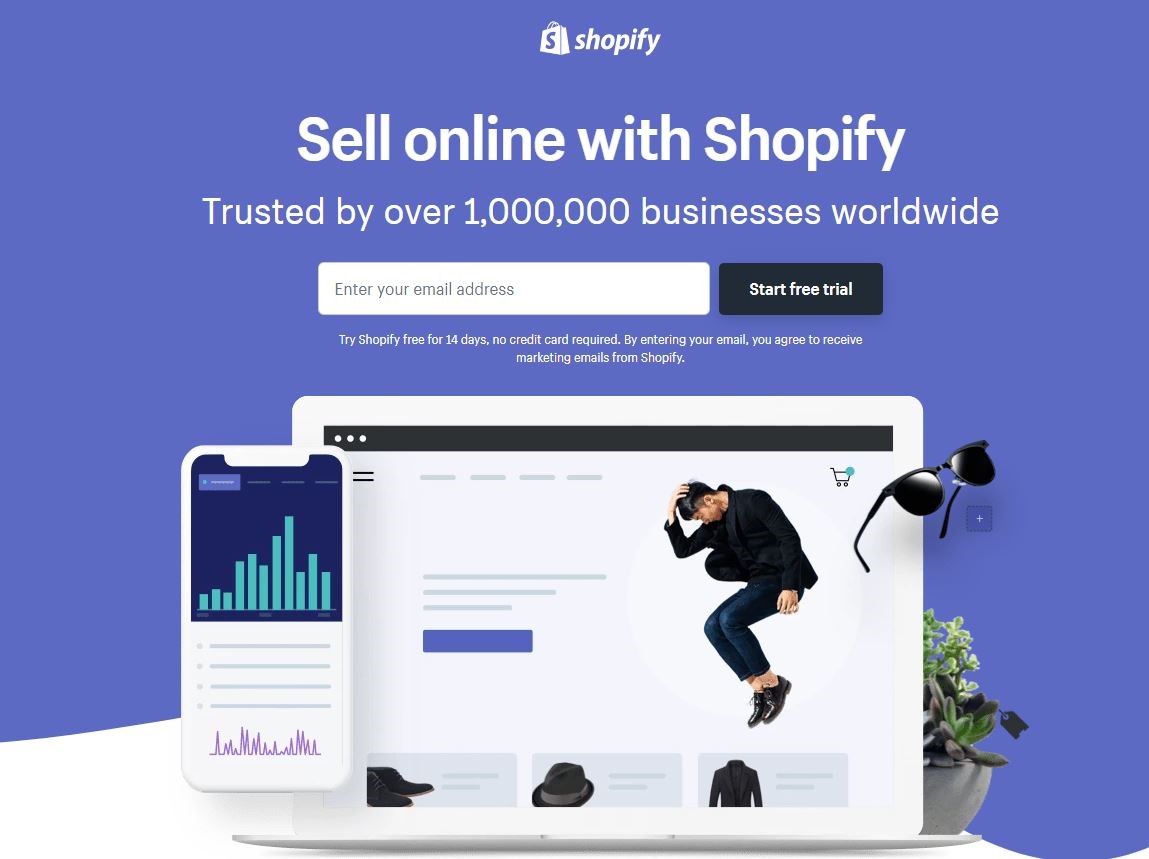 shopify
Sell online with Shopify
Trusted by over 1,000,000 businesses worldwide
Enter your email address
Start free trial
Try Shopify free for 14 days, no credit card required. By entering your email, you agree to receive
marketing emails from Shopify.